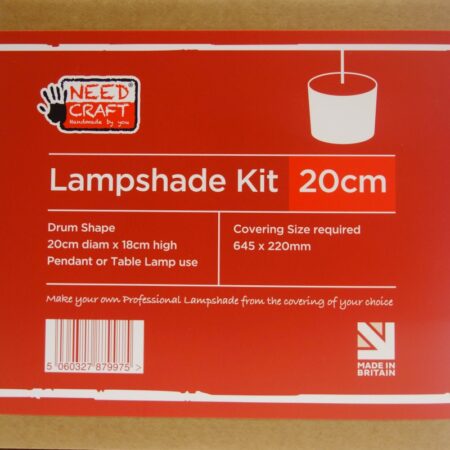 NEED
CRAFT
Handmade by you
Lampshade Kit 20cm
Drum Shape
20cm diam x 18cm high
Pendant or Table Lamp use
Covering Size required
645 x 220mm
Make your own Professional Lampshade from the covering of your choice
5 060327 879975 >
MADE IN
BRITAIN